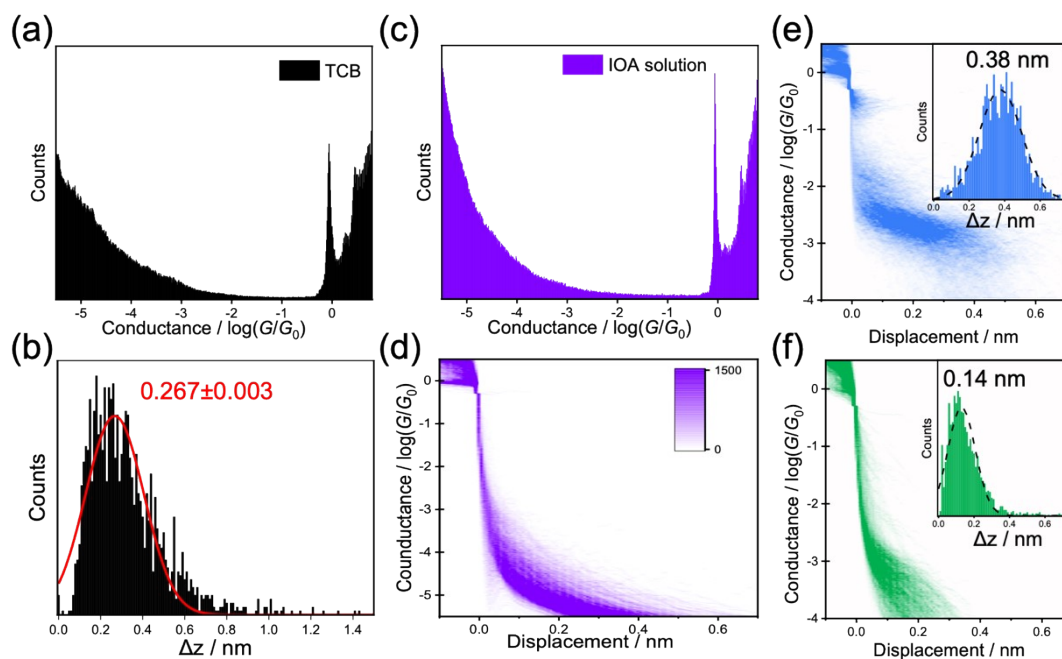 (a)
TCB
Counts
-5 -4 -3 -2 -1 0
Conductance / log(G/G₀)
(b)
0.267±0.003
Counts
0.0 0.2 0.4 0.6 0.8 1.0 1.2 1.4
Δz / nm
(c)
IOA solution
Counts
-5 -4 -3 -2 -1 0
Conductance / log(G/G₀)
(d)
1500
0
0
-1
-2
-3
-4
-5
Counductance / log(G/G₀)
0.0 0.2 0.4 0.6
Displacement / nm
(e)
0.38 nm
Counts
0.0 0.2 0.4 0.6
Δz / nm
0
-1
-2
-3
-4
Conductance / log(G/G₀)
0.0 0.2 0.4 0.6
Displacement / nm
(f)
0.14 nm
Counts
0.0 0.2 0.4 0.6
Δz / nm
0
-1
-2
-3
-4
Conductance / log(G/G₀)
0.0 0.2 0.4 0.6
Displacement / nm